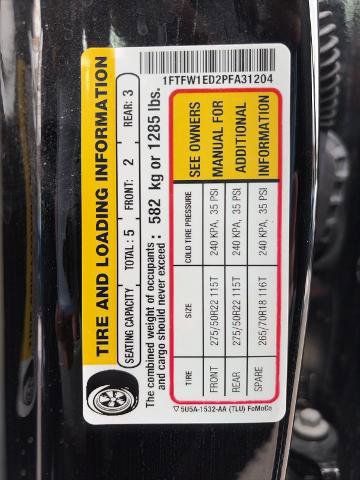 1FTFW1ED2PFA31204
TIRE AND LOADING INFORMATION
SEATING CAPACITY TOTAL: 5 FRONT: 2 REAR: 3
The combined weight of occupants
and cargo should never exceed: 582 kg or 1285 lbs.
TIRE SIZE COLD TIRE PRESSURE
FRONT 275/50R22 115T 240 KPA, 35 PSI
REAR 275/50R22 115T 240 KPA, 35 PSI
SPARE 265/70R18 116T 240 KPA, 35 PSI
SEE OWNERS
MANUAL FOR
ADDITIONAL
INFORMATION
5U5A-1532-AA (TLU) FoMoCo